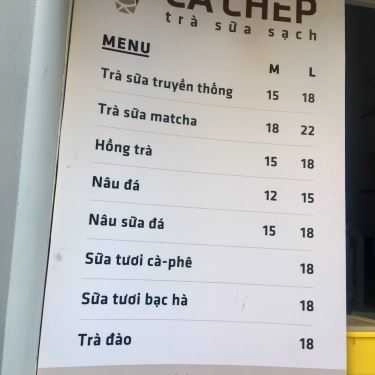 CÁ CHÉP
trà sữa sạch
MENU
M L
Trà sữa truyền thống 15 18
Trà sữa matcha 18 22
Hồng trà 15 18
Nâu đá 12 15
Nâu sữa đá 15 18
Sữa tươi cà-phê 18
Sữa tươi bạc hà 18
Trà đào 18